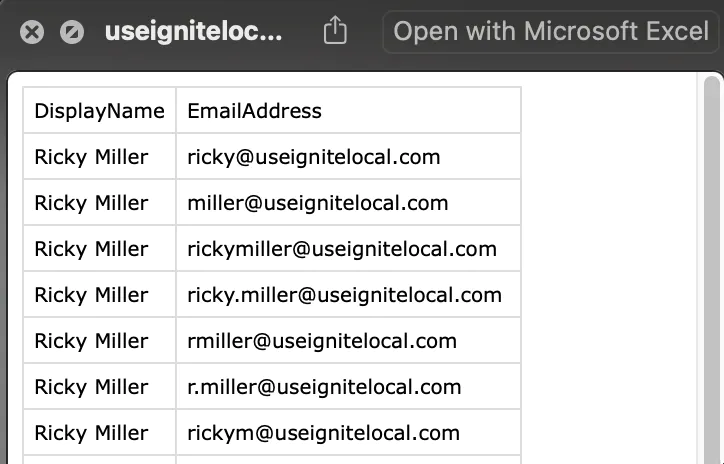 useigniteloc... Open with Microsoft Excel
DisplayName EmailAddress
Ricky Miller ricky@useignitelocal.com
Ricky Miller miller@useignitelocal.com
Ricky Miller rickymiller@useignitelocal.com
Ricky Miller ricky.miller@useignitelocal.com
Ricky Miller rmiller@useignitelocal.com
Ricky Miller r.miller@useignitelocal.com
Ricky Miller rickym@useignitelocal.com